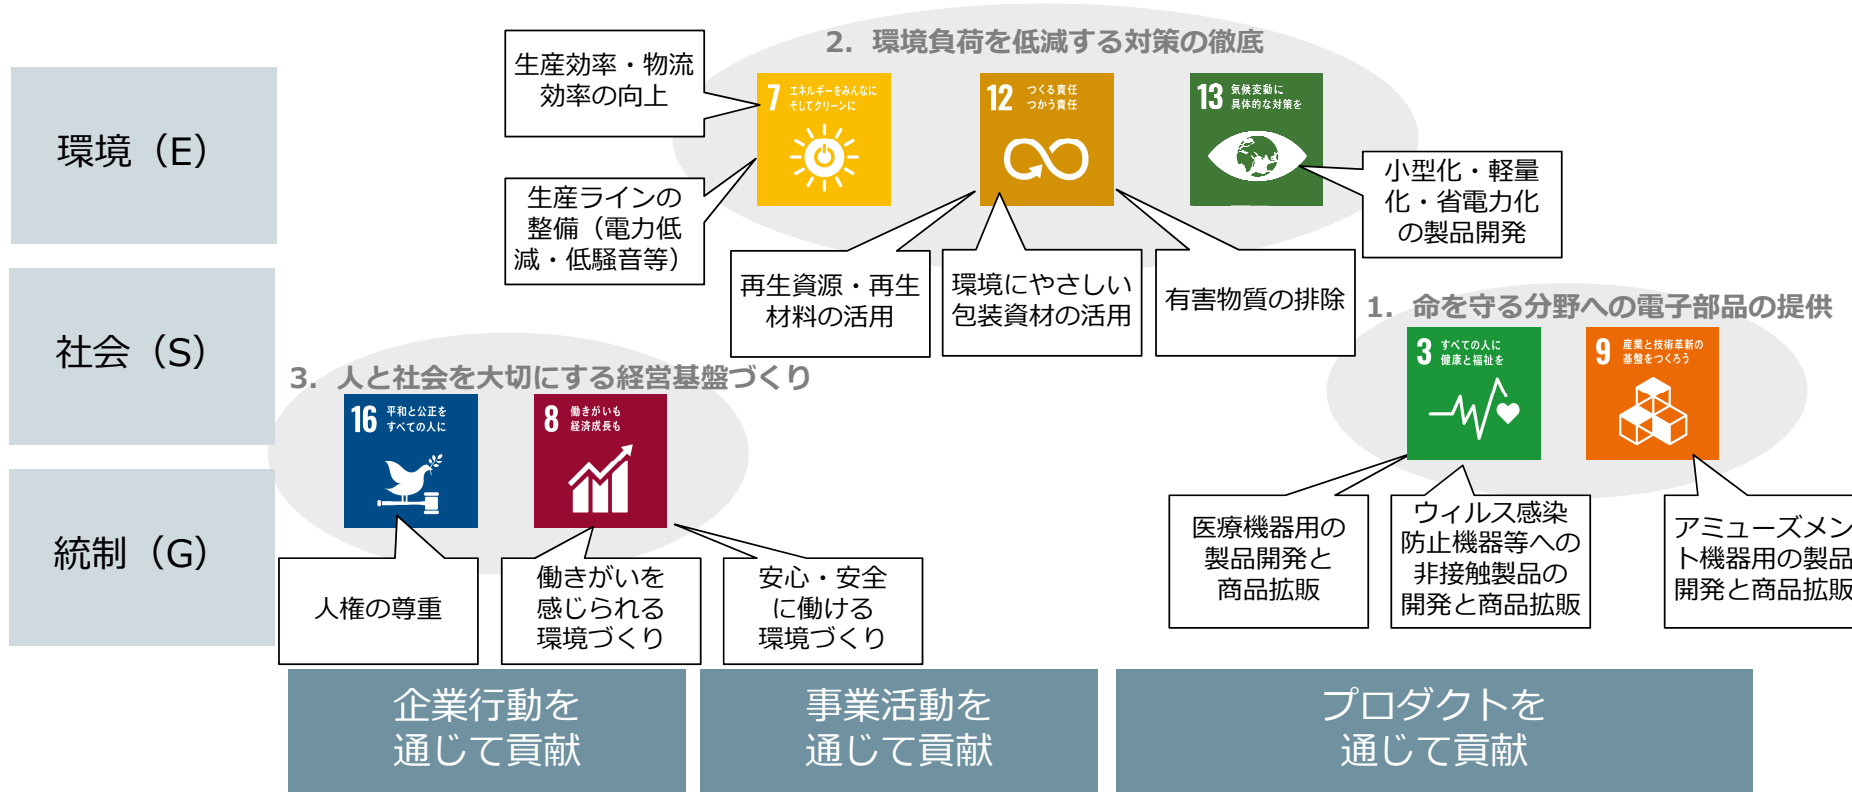 環境（E）
社会（S）
統制（G）
2. 環境負荷を低減する対策の徹底
生産効率・物流
効率の向上
7 エネルギーをみんなに
そしてクリーンに
12 つくる責任
つかう責任
13 気候変動に
具体的な対策を
生産ラインの
整備（電力低
減・低騒音等）
再生資源・再生
材料の活用
環境にやさしい
包装資材の活用
有害物質の排除
小型化・軽量
化・省電力化
の製品開発
1. 命を守る分野への電子部品の提供
3 すべての人に
健康と福祉を
9 産業と技術革新の
基盤をつくろう
医療機器用の
製品開発と
商品拡販
ウィルス感染
防止機器等への
非接触製品の
開発と商品拡販
アミューズメン
ト機器用の製品
開発と商品拡販
3. 人と社会を大切にする経営基盤づくり
16 平和と公正を
すべての人に
8 働きがいも
経済成長も
人権の尊重
働きがいを
感じられる
環境づくり
安心・安全
に働ける
環境づくり
企業行動を
通じて貢献
事業活動を
通じて貢献
プロダクトを
通じて貢献